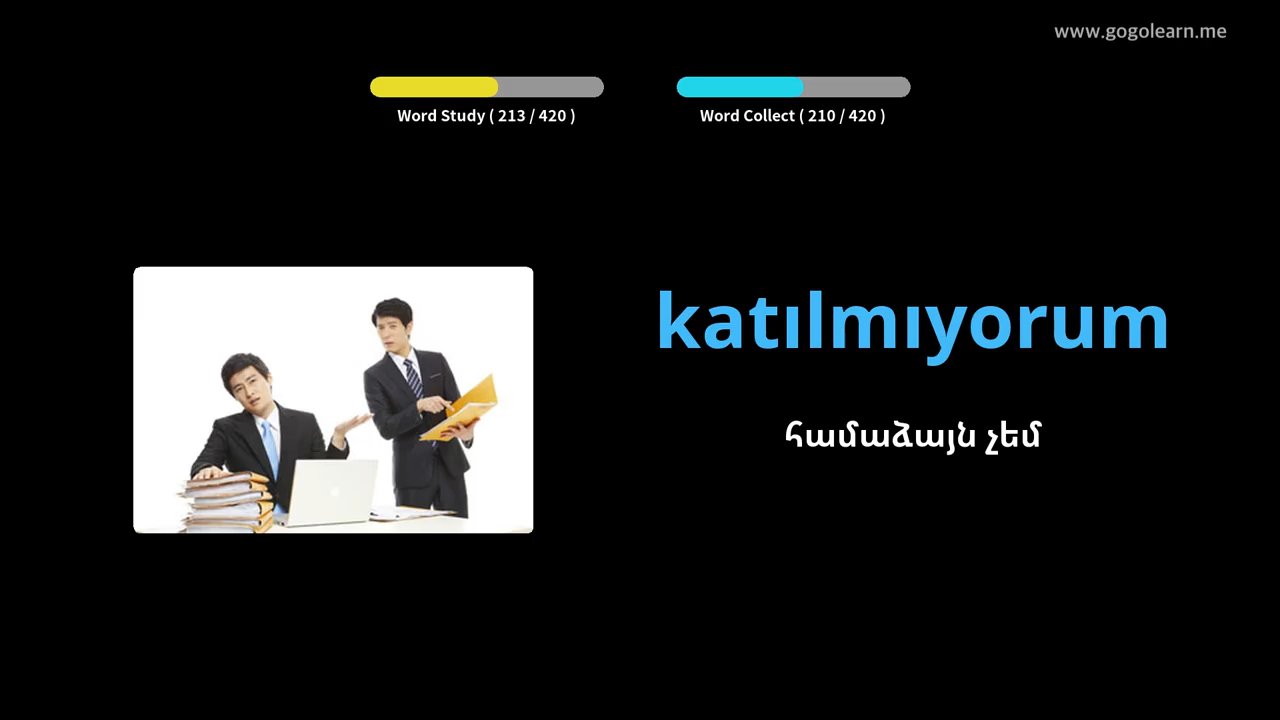 www.gogolearn.me
Word Study ( 213 / 420 )
Word Collect ( 210 / 420 )
katılmıyorum
համաձայն չեմ